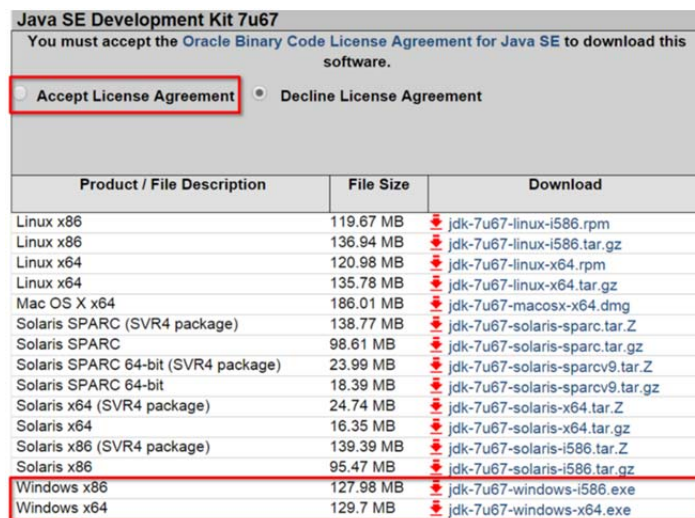 Java SE Development Kit 7u67
You must accept the Oracle Binary Code License Agreement for Java SE to download this
software.
Accept License Agreement Decline License Agreement
Product / File Description File Size Download
Linux x86 119.67 MB jdk-7u67-linux-i586.rpm
Linux x86 136.94 MB jdk-7u67-linux-i586.tar.gz
Linux x64 120.98 MB jdk-7u67-linux-x64.rpm
Linux x64 135.78 MB jdk-7u67-linux-x64.tar.gz
Mac OS X x64 186.01 MB jdk-7u67-macosx-x64.dmg
Solaris SPARC (SVR4 package) 138.77 MB jdk-7u67-solaris-sparc.tar.Z
Solaris SPARC 98.61 MB jdk-7u67-solaris-sparc.tar.gz
Solaris SPARC 64-bit (SVR4 package) 23.99 MB jdk-7u67-solaris-sparcv9.tar.Z
Solaris SPARC 64-bit 18.39 MB jdk-7u67-solaris-sparcv9.tar.gz
Solaris x64 (SVR4 package) 24.74 MB jdk-7u67-solaris-x64.tar.Z
Solaris x64 16.35 MB jdk-7u67-solaris-x64.tar.gz
Solaris x86 (SVR4 package) 139.39 MB jdk-7u67-solaris-i586.tar.Z
Solaris x86 95.47 MB jdk-7u67-solaris-i586.tar.gz
Windows x86 127.98 MB jdk-7u67-windows-i586.exe
Windows x64 129.7 MB jdk-7u67-windows-x64.exe